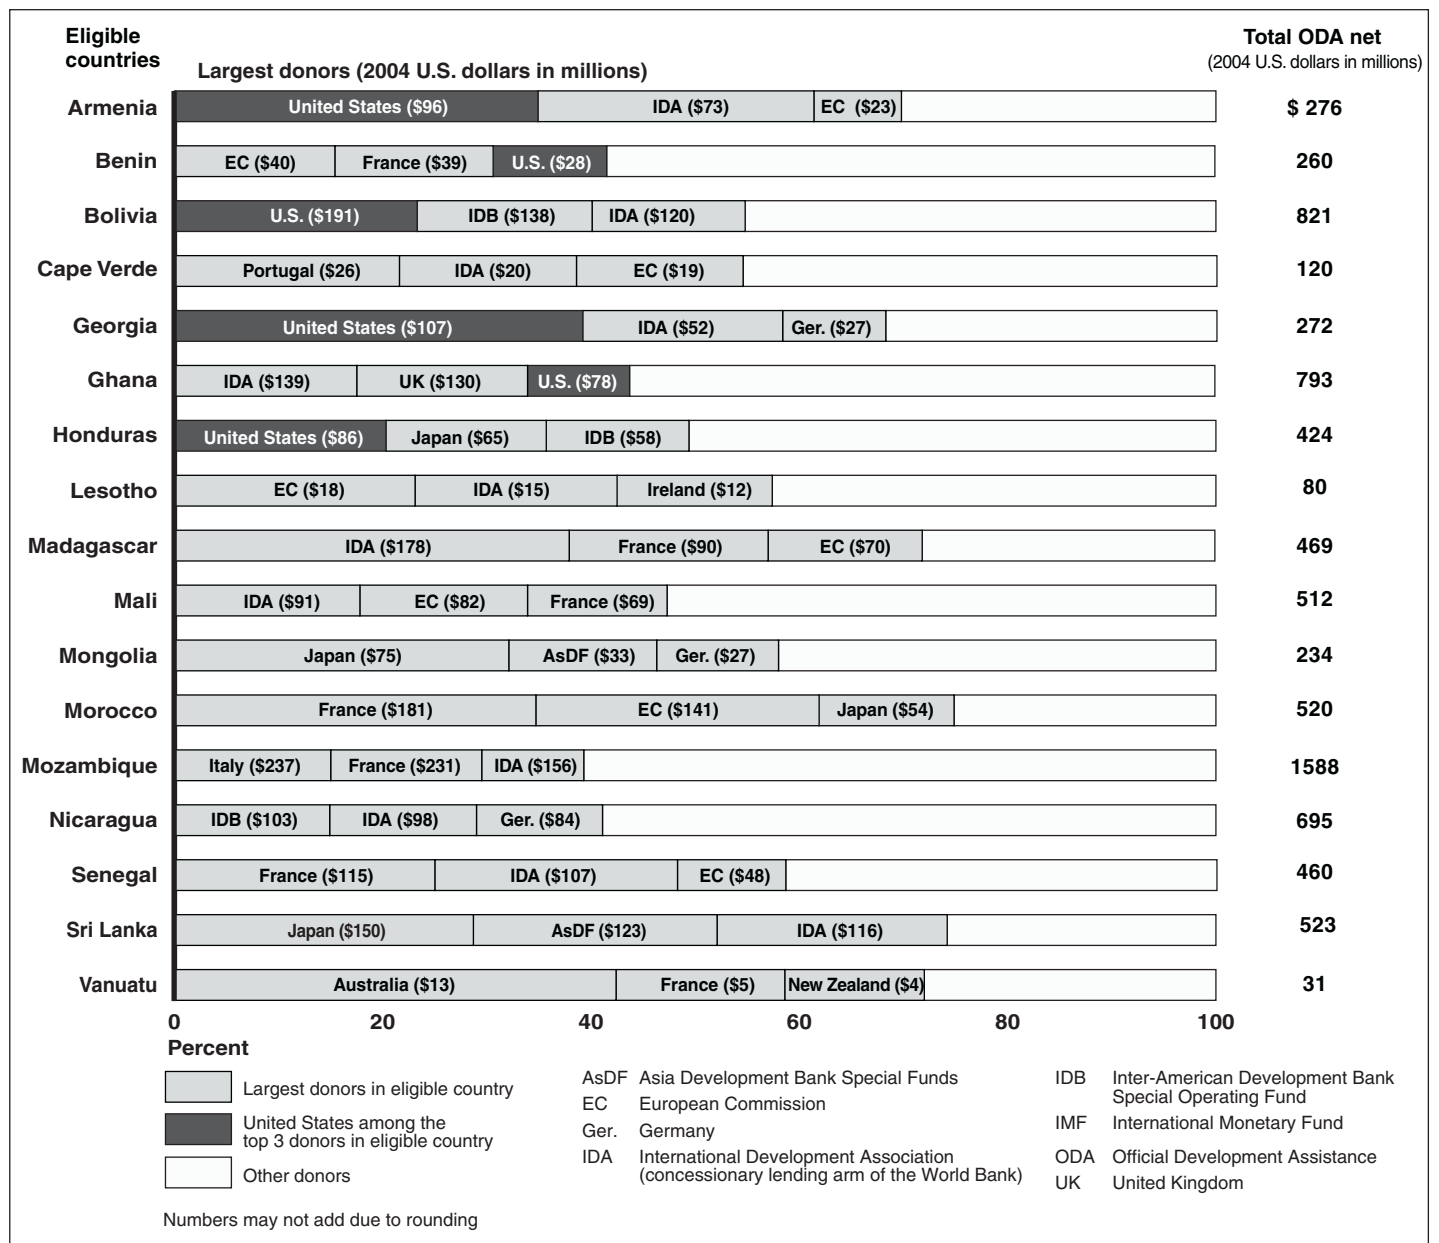 Eligible
countries
Total ODA net
(2004 U.S. dollars in millions)
Largest donors (2004 U.S. dollars in millions)
Armenia United States ($96) IDA ($73) EC ($23) $ 276
Benin EC ($40) France ($39) U.S. ($28) 260
Bolivia U.S. ($191) IDB ($138) IDA ($120) 821
Cape Verde Portugal ($26) IDA ($20) EC ($19) 120
Georgia United States ($107) IDA ($52) Ger. ($27) 272
Ghana IDA ($139) UK ($130) U.S. ($78) 793
Honduras United States ($86) Japan ($65) IDB ($58) 424
Lesotho EC ($18) IDA ($15) Ireland ($12) 80
Madagascar IDA ($178) France ($90) EC ($70) 469
Mali IDA ($91) EC ($82) France ($69) 512
Mongolia Japan ($75) AsDF ($33) Ger. ($27) 234
Morocco France ($181) EC ($141) Japan ($54) 520
Mozambique Italy ($237) France ($231) IDA ($156) 1588
Nicaragua IDB ($103) IDA ($98) Ger. ($84) 695
Senegal France ($115) IDA ($107) EC ($48) 460
Sri Lanka Japan ($150) AsDF ($123) IDA ($116) 523
Vanuatu Australia ($13) France ($5) New Zealand ($4) 31
0 20 40 60 80 100
Percent
Largest donors in eligible country
United States among the
top 3 donors in eligible country
Other donors
AsDF Asia Development Bank Special Funds
EC European Commission
Ger. Germany
IDA International Development Association
(concessionary lending arm of the World Bank)
IDB Inter-American Development Bank
Special Operating Fund
IMF International Monetary Fund
ODA Official Development Assistance
UK United Kingdom
Numbers may not add due to rounding